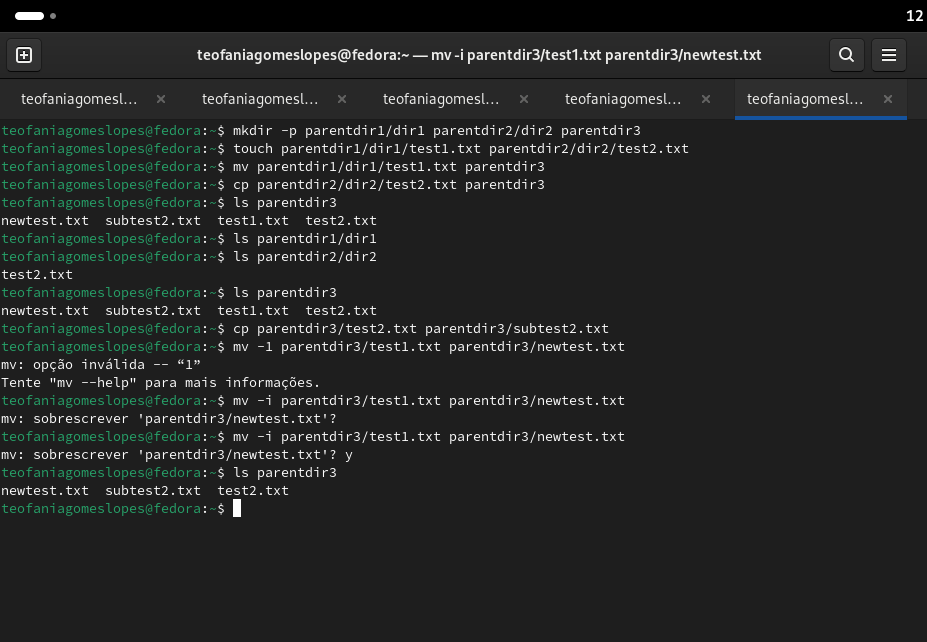 12
teofaniagomeslopes@fedora:~ — mv -i parentdir3/test1.txt parentdir3/newtest.txt
teofaniagomesl... × teofaniagomesl... × teofaniagomesl... × teofaniagomesl... × teofaniagomesl... ×
teofaniagomeslopes@fedora:~$ mkdir -p parentdir1/dir1 parentdir2/dir2 parentdir3
teofaniagomeslopes@fedora:~$ touch parentdir1/dir1/test1.txt parentdir2/dir2/test2.txt
teofaniagomeslopes@fedora:~$ mv parentdir1/dir1/test1.txt parentdir3
teofaniagomeslopes@fedora:~$ cp parentdir2/dir2/test2.txt parentdir3
teofaniagomeslopes@fedora:~$ ls parentdir3
newtest.txt  subtest2.txt  test1.txt  test2.txt
teofaniagomeslopes@fedora:~$ ls parentdir1/dir1
teofaniagomeslopes@fedora:~$ ls parentdir2/dir2
test2.txt
teofaniagomeslopes@fedora:~$ ls parentdir3
newtest.txt  subtest2.txt  test1.txt  test2.txt
teofaniagomeslopes@fedora:~$ cp parentdir3/test2.txt parentdir3/subtest2.txt
teofaniagomeslopes@fedora:~$ mv -1 parentdir3/test1.txt parentdir3/newtest.txt
mv: opção inválida -- “1”
Tente "mv --help" para mais informações.
teofaniagomeslopes@fedora:~$ mv -i parentdir3/test1.txt parentdir3/newtest.txt
mv: sobrescrever 'parentdir3/newtest.txt'?
teofaniagomeslopes@fedora:~$ mv -i parentdir3/test1.txt parentdir3/newtest.txt
mv: sobrescrever 'parentdir3/newtest.txt'? y
teofaniagomeslopes@fedora:~$ ls parentdir3
newtest.txt  subtest2.txt  test2.txt
teofaniagomeslopes@fedora:~$